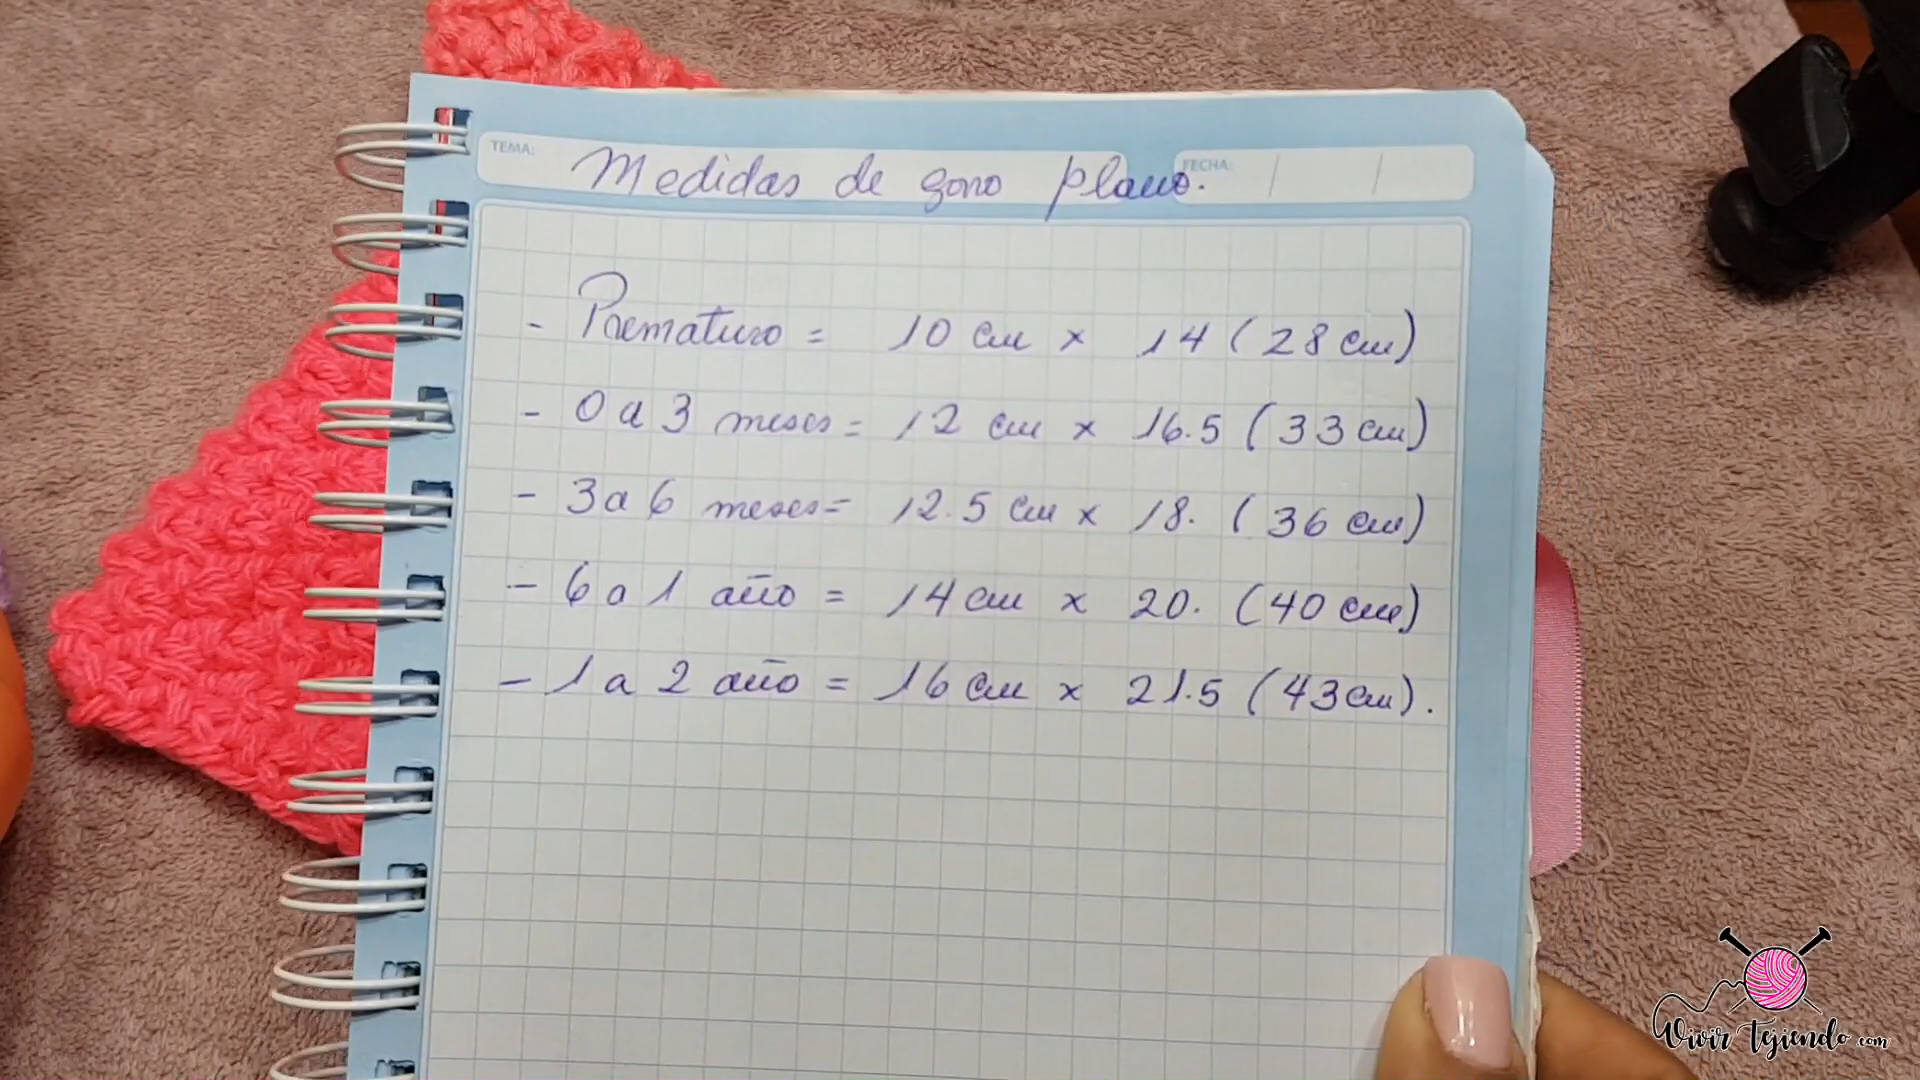 TEMA: Medidas de gorro plano. FECHA:
- Prematuro = 10 cm x 14 (28 cm)
- 0 a 3 meses = 12 cm x 16.5 (33 cm)
- 3 a 6 meses = 12.5 cm x 18. (36 cm)
- 6 a 1 año = 14 cm x 20. (40 cm)
- 1 a 2 año = 16 cm x 21.5 (43 cm).
Vivir Tejiendo.com